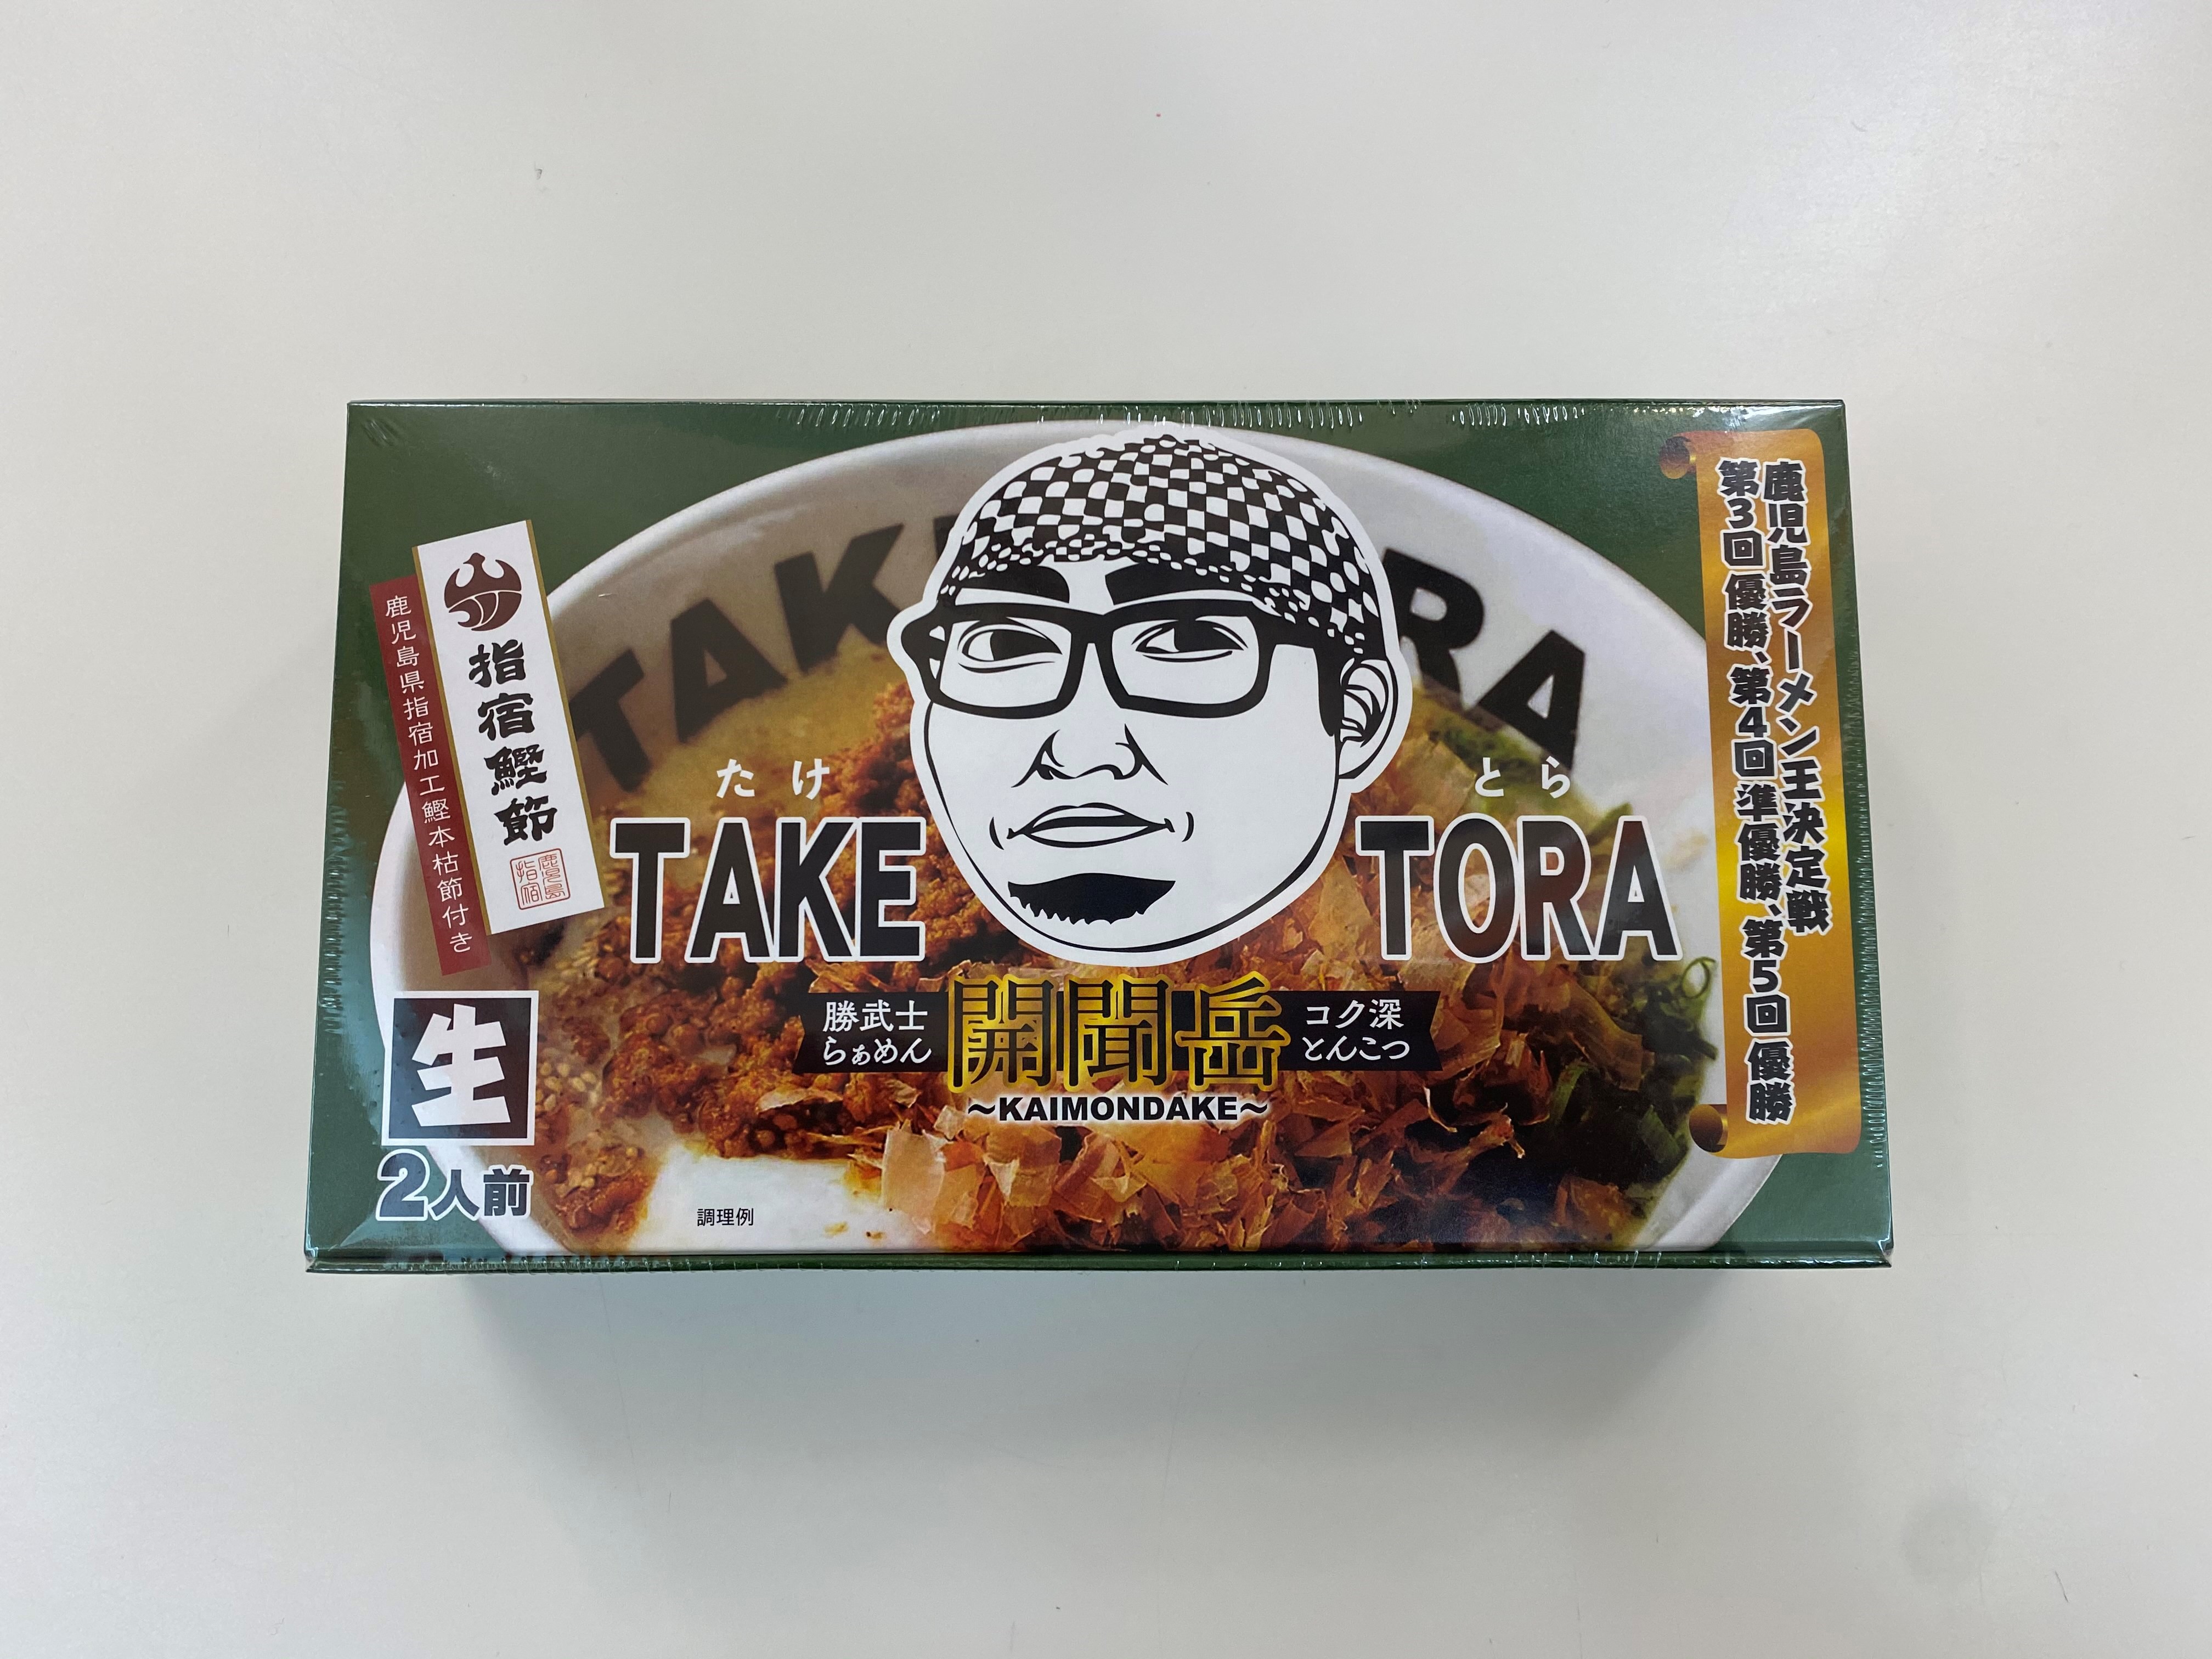 鹿児島ラーメン王決定戦
第3回優勝、第4回準優勝、第5回優勝
指宿鰹節
鹿児島
指宿
鹿児島県指宿加工鰹本枯節付き
たけ とら
TAKE TORA
勝武士
らぁめん
開聞岳
コク深
とんこつ
~KAIMONDAKE~
生
2人前
調理例